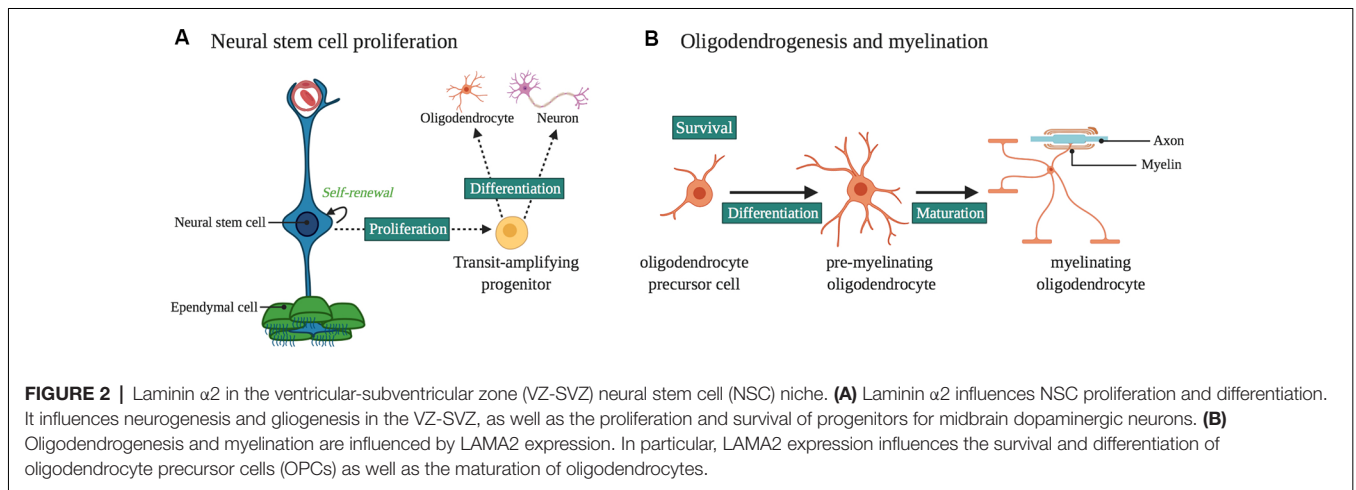 A Neural stem cell proliferation
Oligodendrocyte
Neuron
Self-renewal
Differentiation
Neural stem cell
Proliferation
Transit-amplifying
progenitor
Ependymal cell
B Oligodendrogenesis and myelination
Survival
Axon
Myelin
Differentiation
Maturation
oligodendrocyte
precursor cell
pre-myelinating
oligodendrocyte
myelinating
oligodendrocyte
FIGURE 2 | Laminin α2 in the ventricular-subventricular zone (VZ-SVZ) neural stem cell (NSC) niche. (A) Laminin α2 influences NSC proliferation and differentiation.
It influences neurogenesis and gliogenesis in the VZ-SVZ, as well as the proliferation and survival of progenitors for midbrain dopaminergic neurons. (B)
Oligodendrogenesis and myelination are influenced by LAMA2 expression. In particular, LAMA2 expression influences the survival and differentiation of
oligodendrocyte precursor cells (OPCs) as well as the maturation of oligodendrocytes.